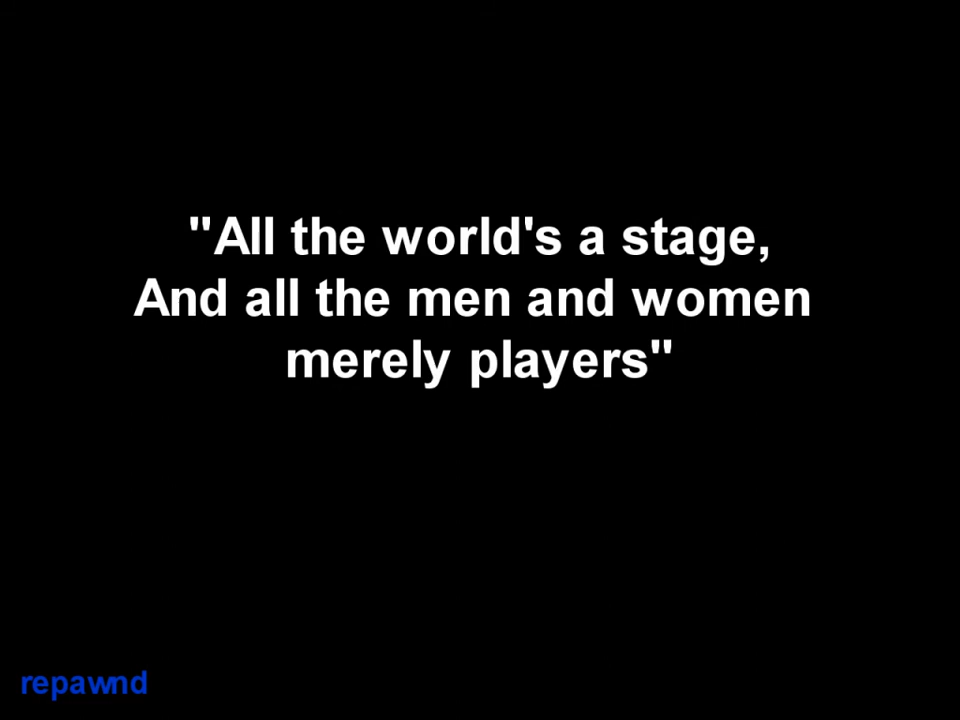 "All the world's a stage,
And all the men and women
merely players"
repawnd